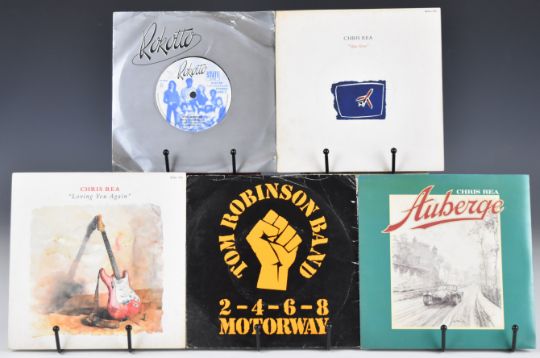 Rokotto
Rokotto
STATE
CHRIS REA
CHRIS REA
"Loving You Again"
TOM ROBINSON BAND
2-4-6-8
MOTORWAY
CHRIS REA
Auberge